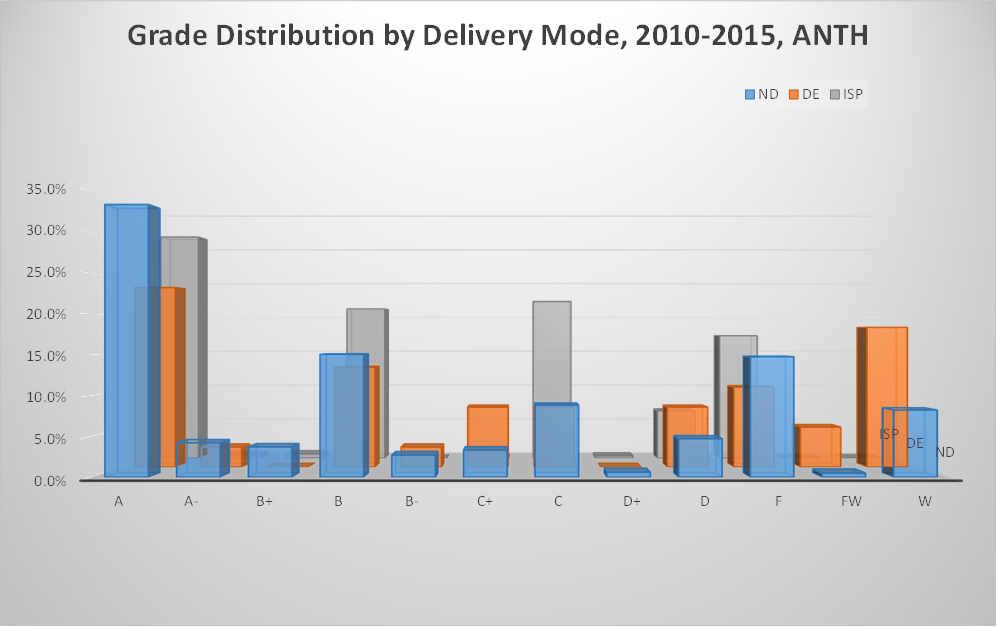 Grade Distribution by Delivery Mode, 2010-2015, ANTH
ND DE ISP
35.0%
30.0%
25.0%
20.0%
15.0%
10.0%
5.0%
0.0%
ISP
DE
ND
A A- B+ B B- C+ C D+ D F FW W